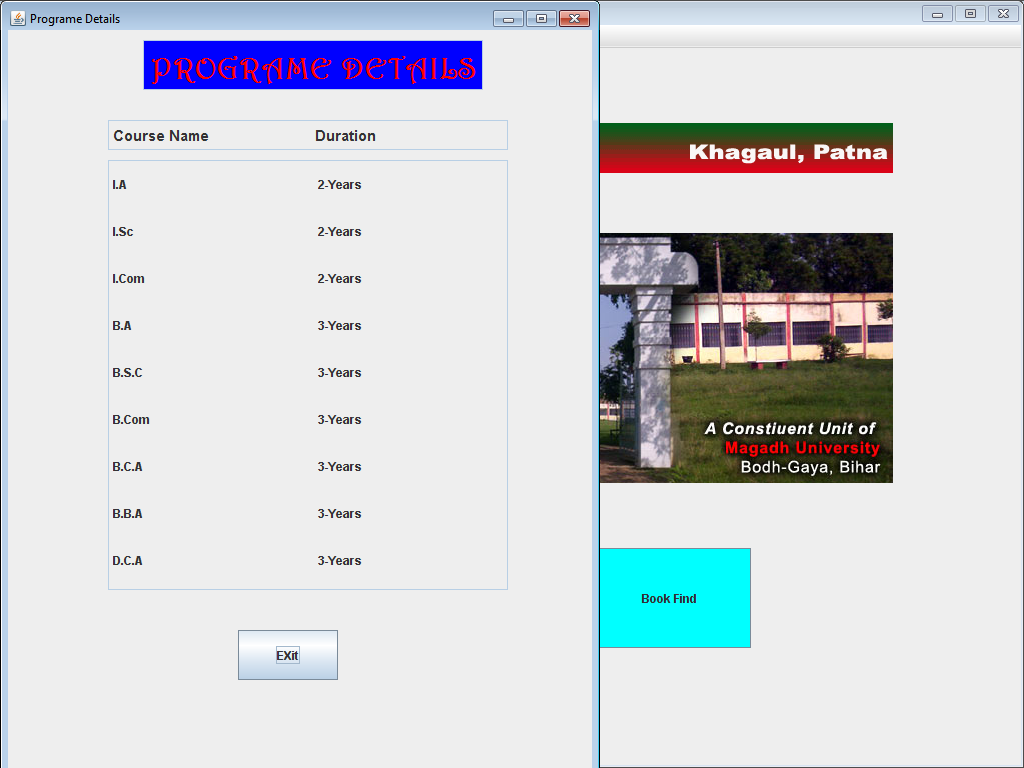 Programe Details
PROGRAME DETAILS
Course Name Duration
I.A 2-Years
I.Sc 2-Years
I.Com 2-Years
B.A 3-Years
B.S.C 3-Years
B.Com 3-Years
B.C.A 3-Years
B.B.A 3-Years
D.C.A 3-Years
EXit
Khagaul, Patna
A Constiuent Unit of
Magadh University
Bodh-Gaya, Bihar
Book Find